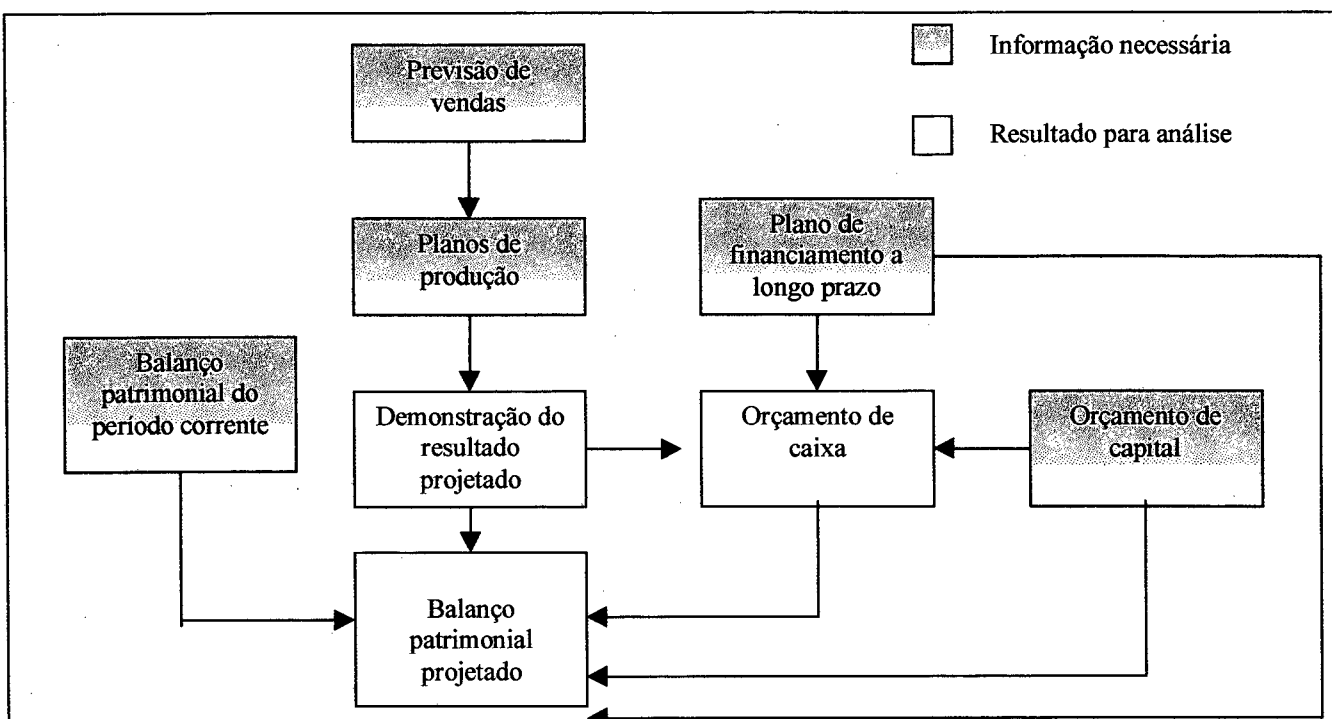 Previsão de
vendas
Informação necessária
Resultado para análise
Planos de
produção
Plano de
financiamento a
longo prazo
Balanço
patrimonial do
período corrente
Demonstração do
resultado
projetado
Orçamento de
caixa
Orçamento de
capital
Balanço
patrimonial
projetado